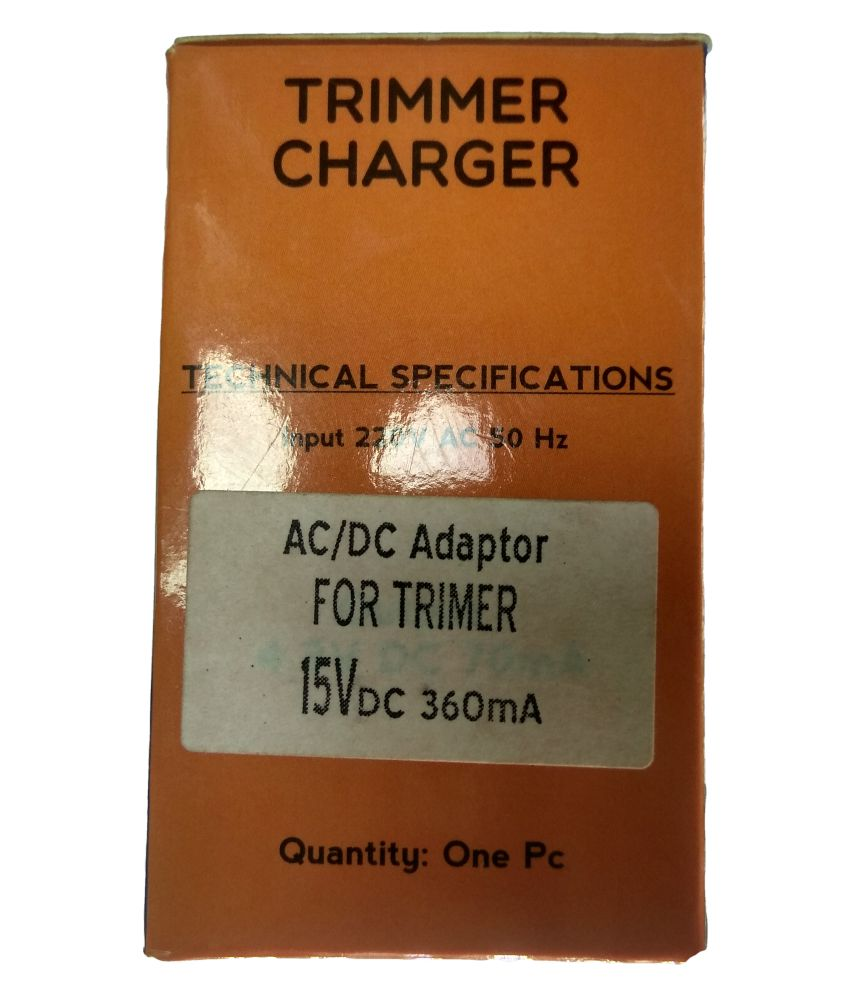 TRIMMER
CHARGER
TECHNICAL SPECIFICATIONS
Input 220V AC 50 Hz
AC/DC Adaptor
FOR TRIMER
15VDC 360mA
Quantity: One Pc